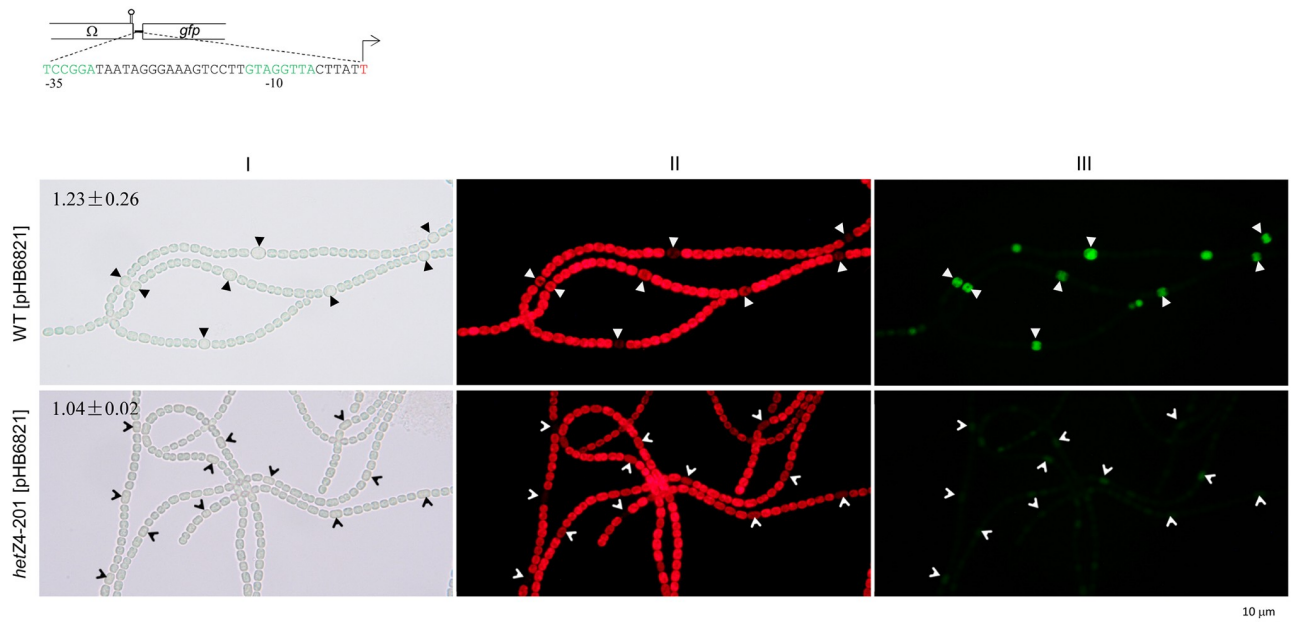 Ω gfp
TCCGGATAATAGGGAAAGTCCTTGTAGGTTACTTATT
-35 -10
I II III
WT [pHB6821]
1.23±0.26
hetZ4-201 [pHB6821]
1.04±0.02
10 μm